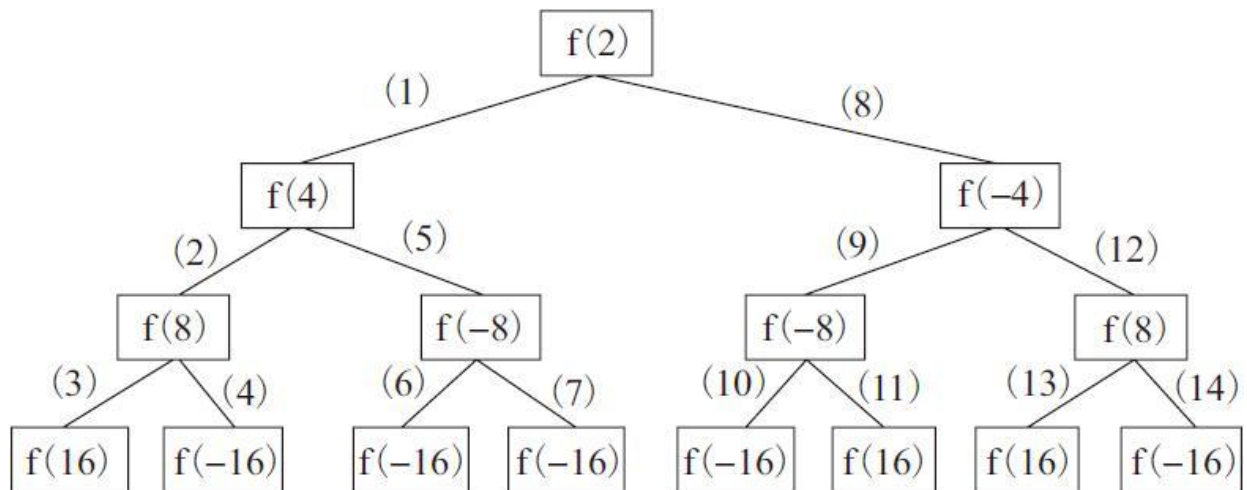 f(2)
(1) (8)
f(4) f(−4)
(2) (5) (9) (12)
f(8) f(−8) f(−8) f(8)
(3) (4) (6) (7) (10) (11) (13) (14)
f(16) f(−16) f(−16) f(−16) f(−16) f(16) f(16) f(−16)